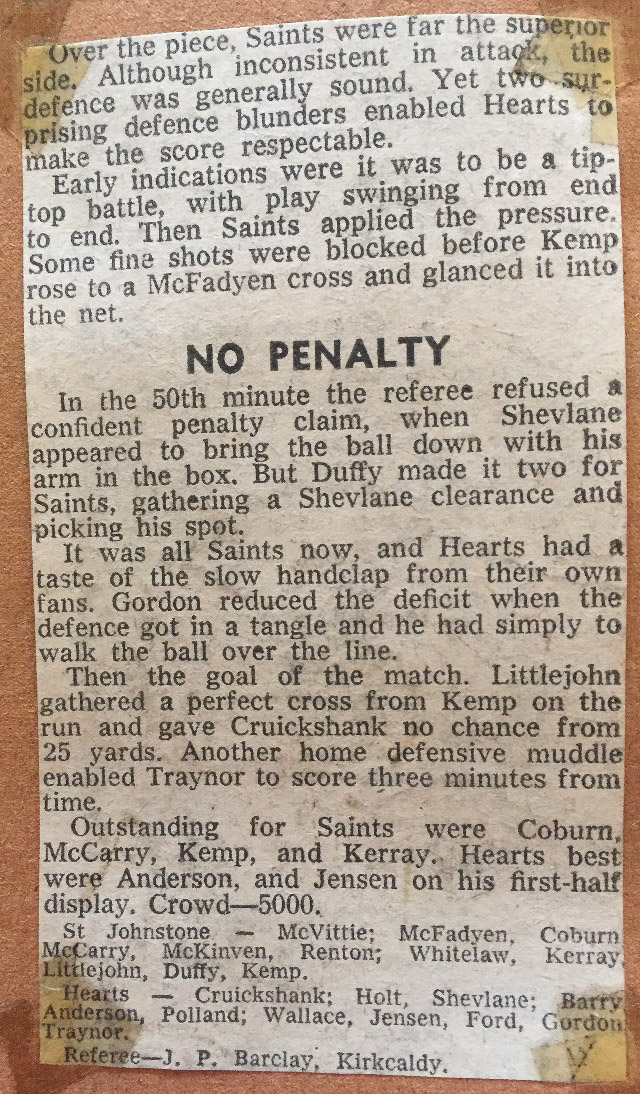 Over the piece, Saints were far the superior
side. Although inconsistent in attack, the
defence was generally sound. Yet two sur-
prising defence blunders enabled Hearts to
make the score respectable.
Early indications were it was to be a tip-
top battle, with play swinging from end
to end. Then Saints applied the pressure.
Some fine shots were blocked before Kemp
rose to a McFadyen cross and glanced it into
the net.
NO PENALTY
In the 50th minute the referee refused a
confident penalty claim, when Shevlane
appeared to bring the ball down with his
arm in the box. But Duffy made it two for
Saints, gathering a Shevlane clearance and
picking his spot.
It was all Saints now, and Hearts had a
taste of the slow handclap from their own
fans. Gordon reduced the deficit when the
defence got in a tangle and he had simply to
walk the ball over the line.
Then the goal of the match. Littlejohn
gathered a perfect cross from Kemp on the
run and gave Cruickshank no chance from
25 yards. Another home defensive muddle
enabled Traynor to score three minutes from
time.
Outstanding for Saints were Coburn,
McCarry, Kemp, and Kerray. Hearts best
were Anderson, and Jensen on his first-half
display. Crowd—5000.
St Johnstone — McVittie; McFadyen, Coburn
McCarry, McKinven, Renton; Whitelaw, Kerray
Littlejohn, Duffy, Kemp.
Hearts — Cruickshank; Holt, Shevlane; Barry
Anderson, Polland; Wallace, Jensen, Ford, Gordon
Traynor.
Referee—J. P. Barclay, Kirkcaldy.